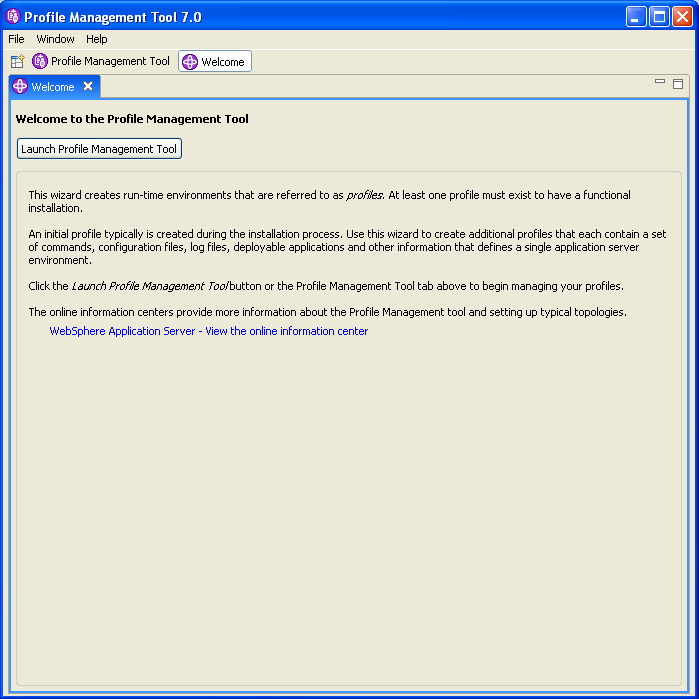 Profile Management Tool 7.0
File Window Help
Profile Management Tool Welcome
Welcome
Welcome to the Profile Management Tool
Launch Profile Management Tool
This wizard creates run-time environments that are referred to as profiles. At least one profile must exist to have a functional
installation.
An initial profile typically is created during the installation process. Use this wizard to create additional profiles that each contain a set
of commands, configuration files, log files, deployable applications and other information that defines a single application server
environment.
Click the Launch Profile Management Tool button or the Profile Management Tool tab above to begin managing your profiles.
The online information centers provide more information about the Profile Management tool and setting up typical topologies.
WebSphere Application Server - View the online information center